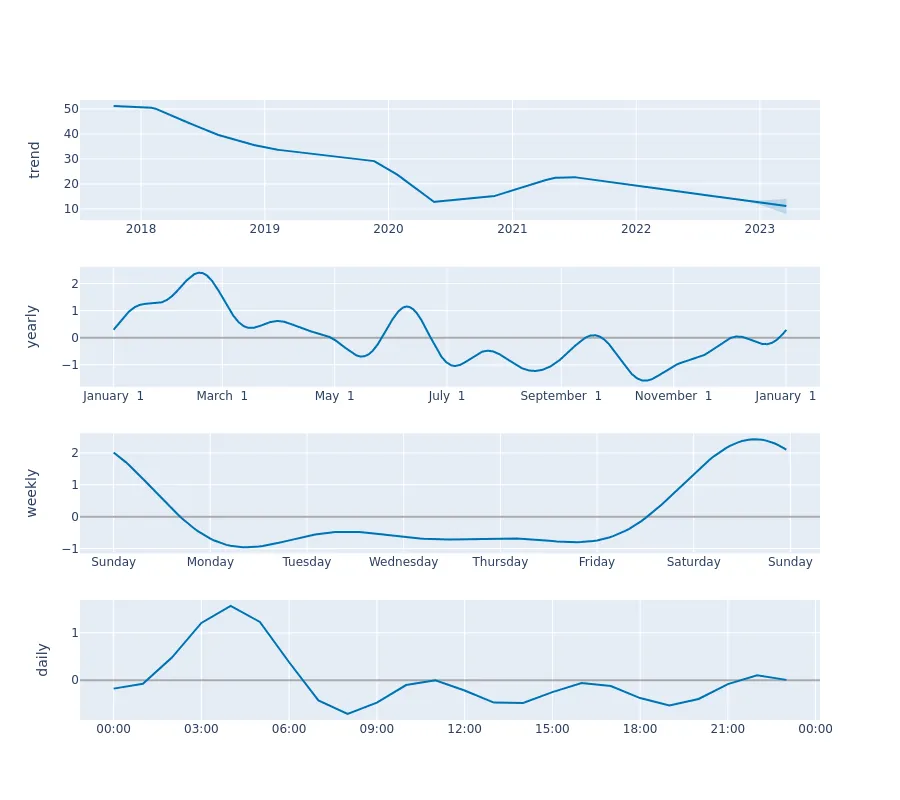 trend
50
40
30
20
10
2018 2019 2020 2021 2022 2023
yearly
2
1
0
−1
January 1 March 1 May 1 July 1 September 1 November 1 January 1
weekly
2
1
0
−1
Sunday Monday Tuesday Wednesday Thursday Friday Saturday Sunday
daily
1
0
00:00 03:00 06:00 09:00 12:00 15:00 18:00 21:00 00:00